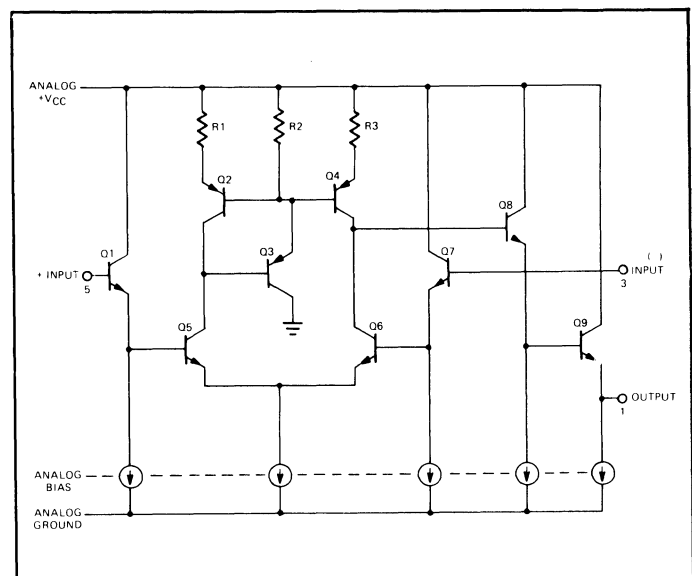 ANALOG
+VCC
R1
R2
R3
Q2
Q4
Q8
Q1
Q3
Q7
( )
+ INPUT
5
INPUT
3
Q5
Q6
Q9
OUTPUT
1
ANALOG
BIAS
ANALOG
GROUND